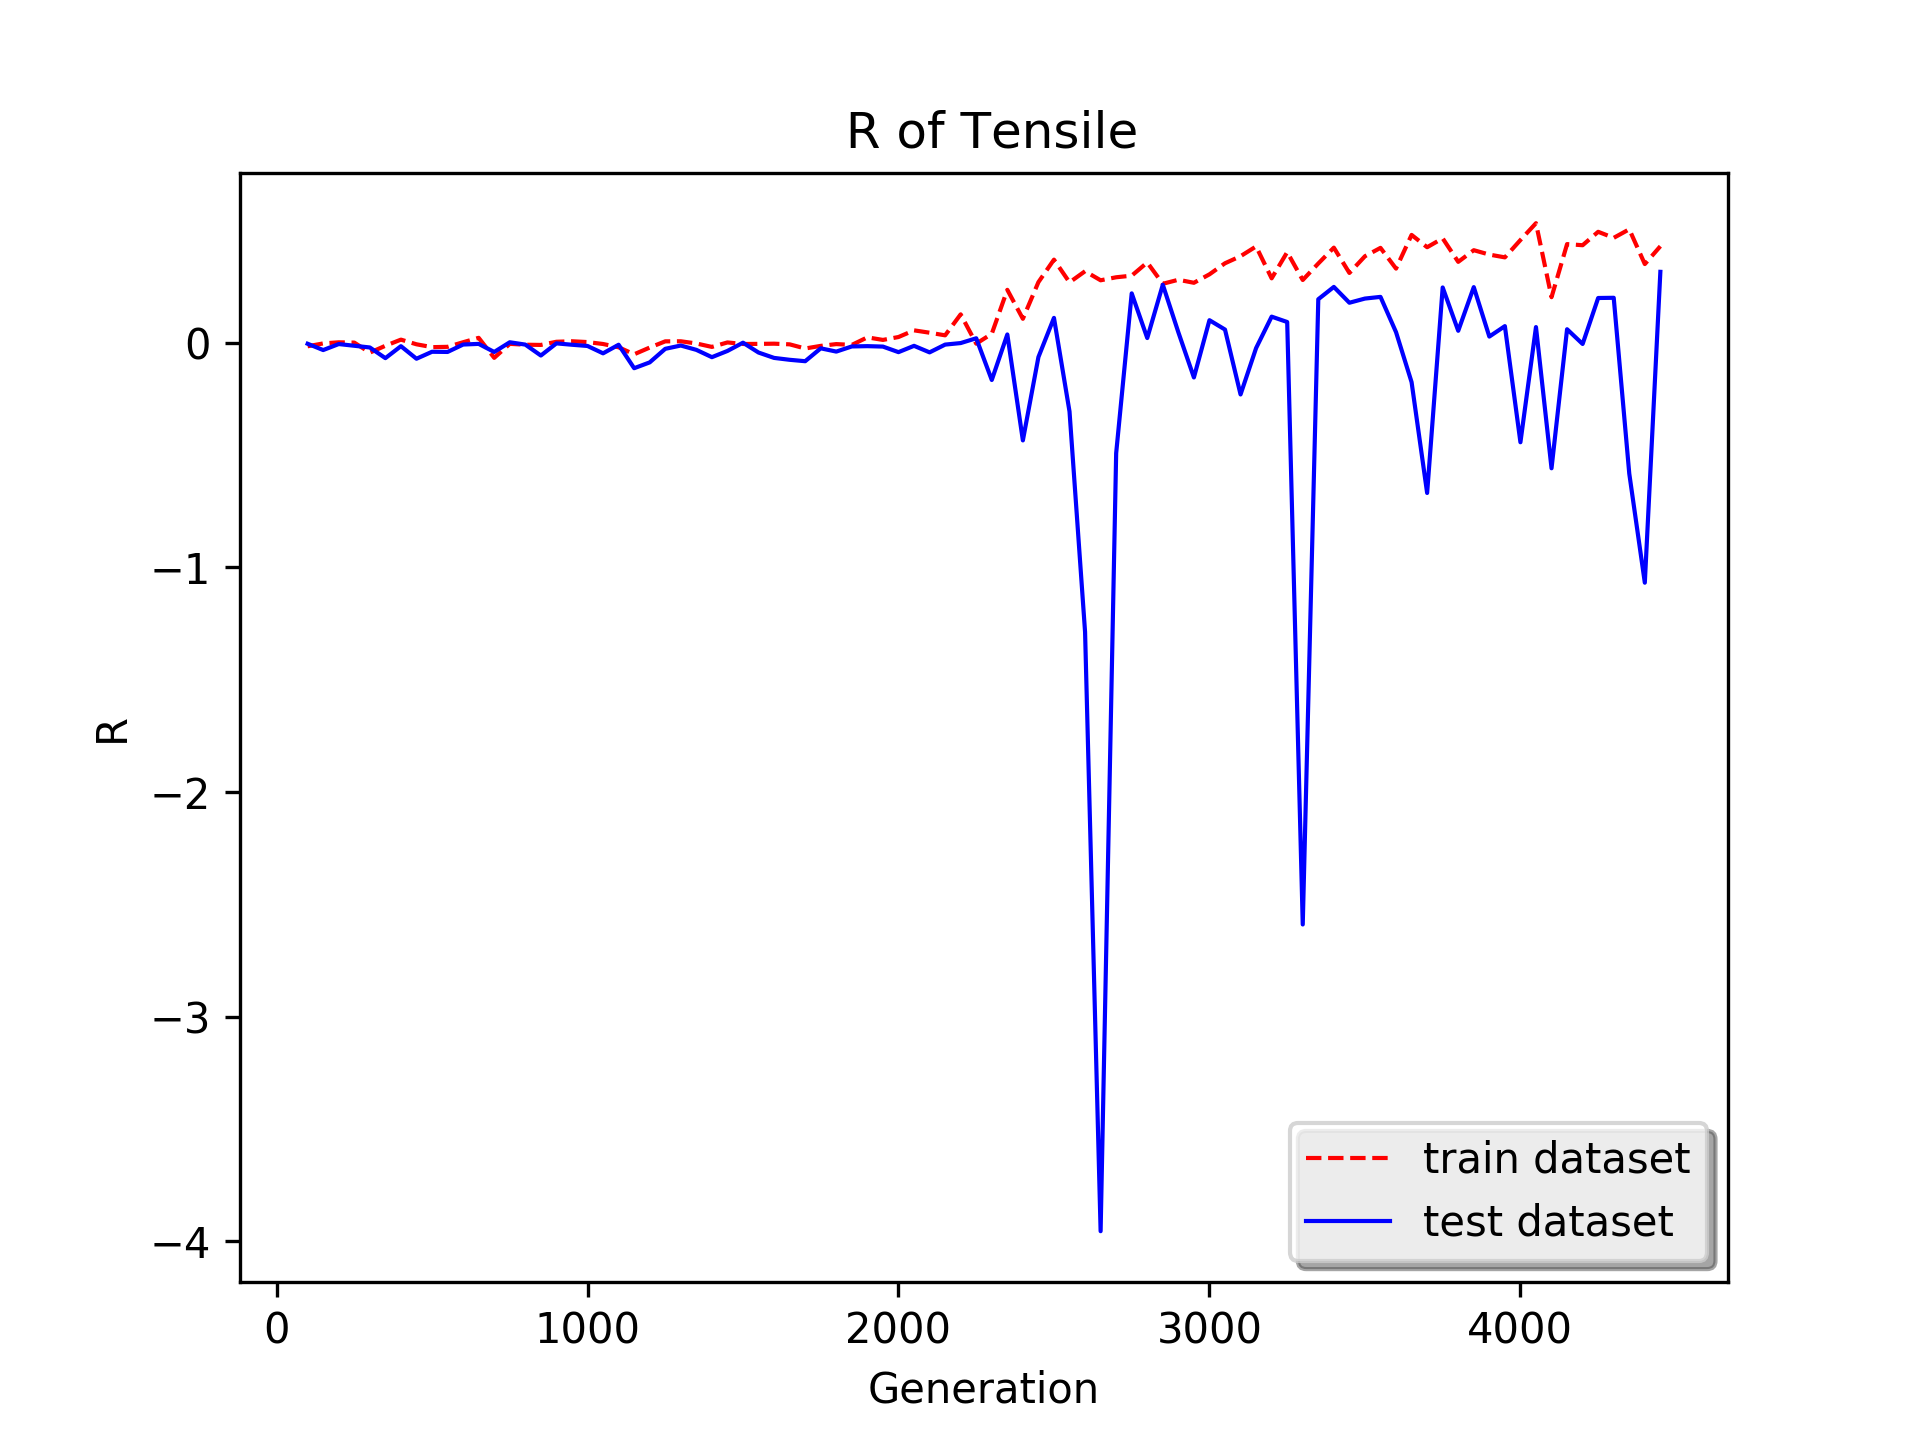 R of Tensile
R
0
−1
−2
−3
−4
0 1000 2000 3000 4000
Generation
train dataset
test dataset